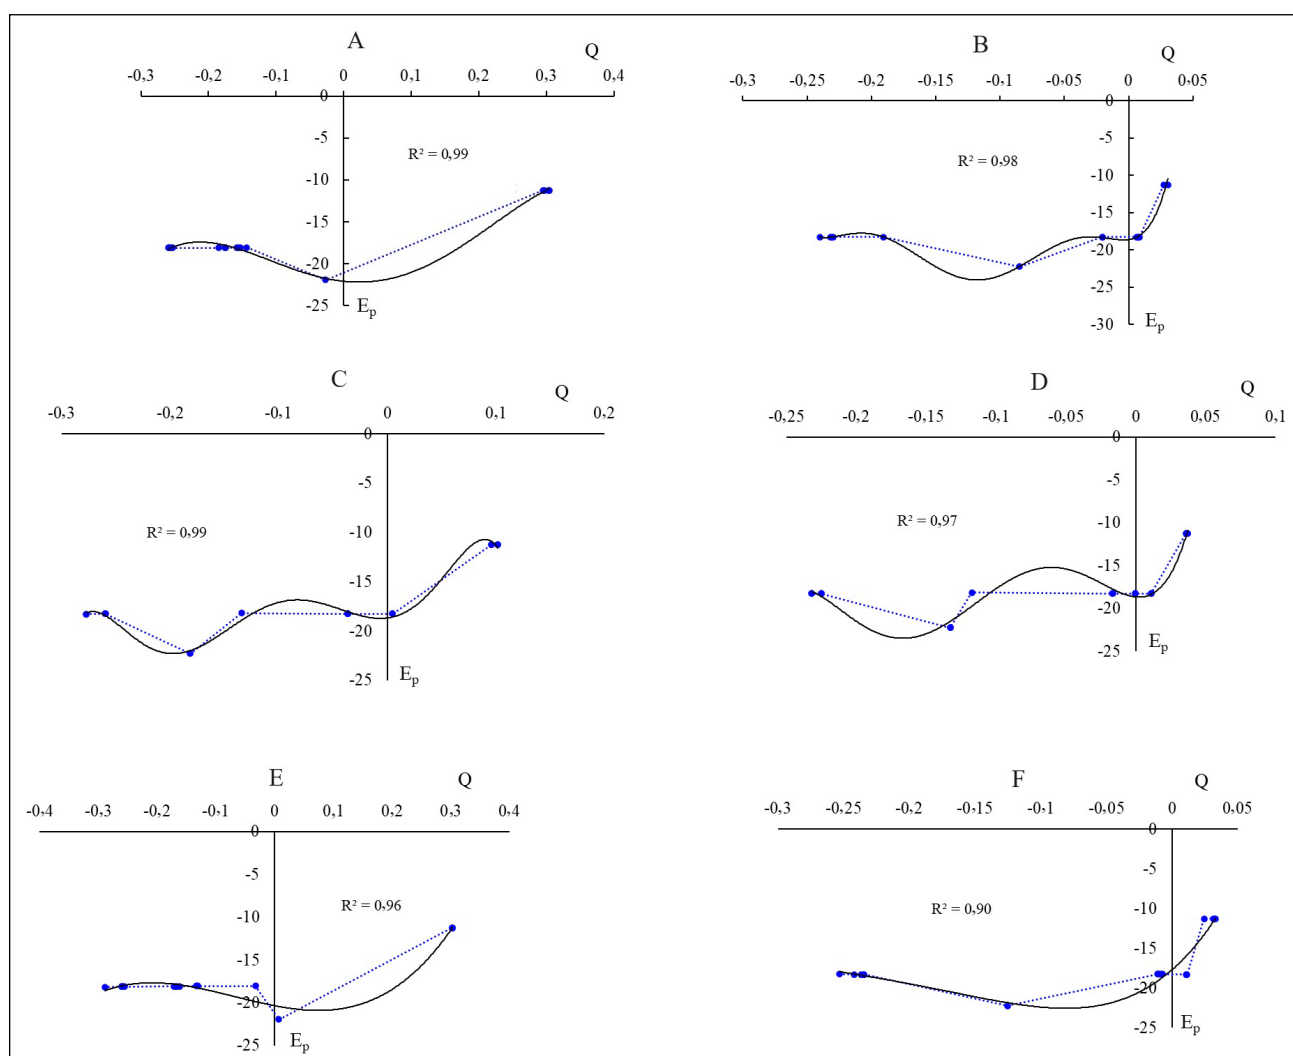 A
Q
-0,3 -0,2 -0,1 0 0,1 0,2 0,3 0,4
0
-5
-10
-15
-20
-25
R² = 0,99
Eₚ
B
Q
-0,3 -0,25 -0,2 -0,15 -0,1 -0,05 0 0,05
0
-5
-10
-15
-20
-25
-30
R² = 0,98
Eₚ
C
Q
-0,3 -0,2 -0,1 0 0,1 0,2
0
-5
-10
-15
-20
-25
R² = 0,99
Eₚ
D
Q
-0,25 -0,2 -0,15 -0,1 -0,05 0 0,05 0,1
0
-5
-10
-15
-20
-25
R² = 0,97
Eₚ
E
Q
-0,4 -0,3 -0,2 -0,1 0 0,1 0,2 0,3 0,4
0
-5
-10
-15
-20
-25
R² = 0,96
Eₚ
F
Q
-0,3 -0,25 -0,2 -0,15 -0,1 -0,05 0 0,05
0
-5
-10
-15
-20
-25
R² = 0,90
Eₚ